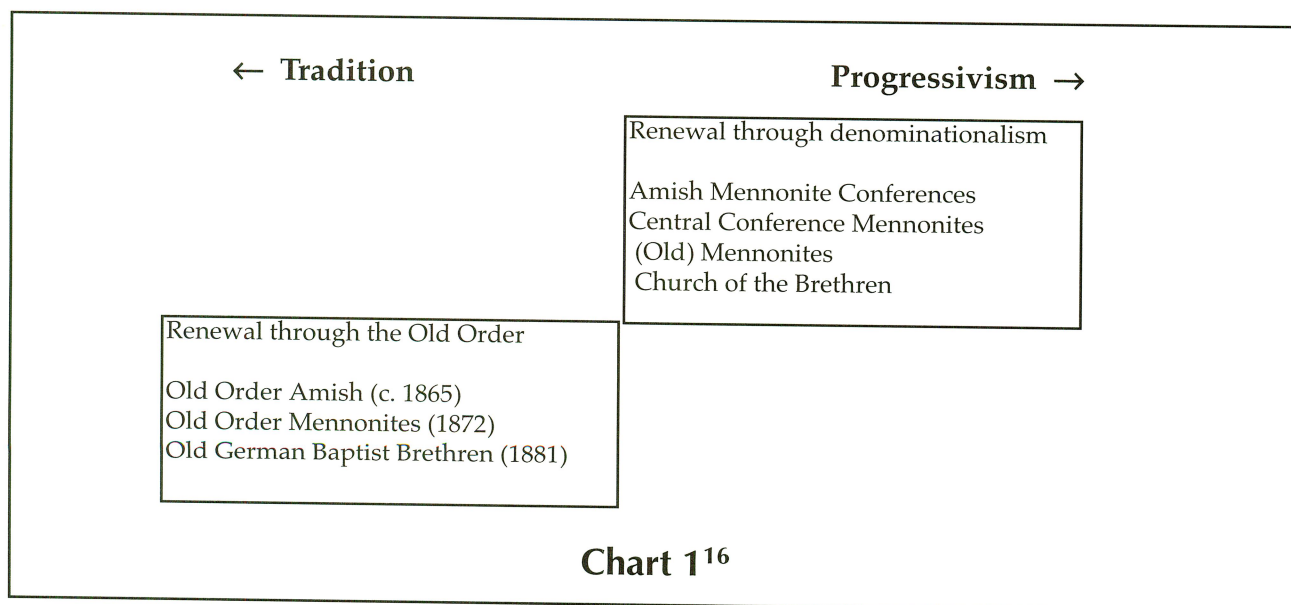 ← Tradition
Progressivism →
Renewal through denominationalism
Amish Mennonite Conferences
Central Conference Mennonites
(Old) Mennonites
Church of the Brethren
Renewal through the Old Order
Old Order Amish (c. 1865)
Old Order Mennonites (1872)
Old German Baptist Brethren (1881)
Chart 1¹⁶